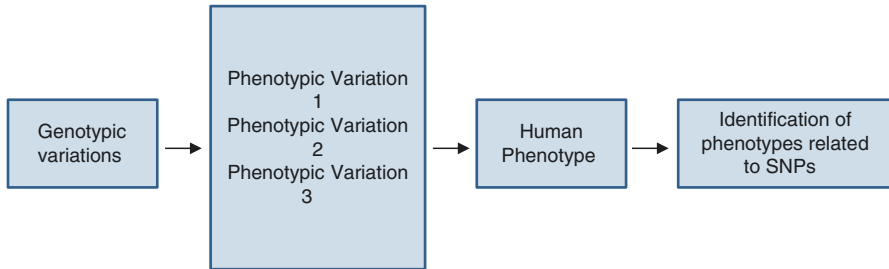 Genotypic
variations
Phenotypic Variation
1
Phenotypic Variation
2
Phenotypic Variation
3
Human
Phenotype
Identification of
phenotypes related
to SNPs